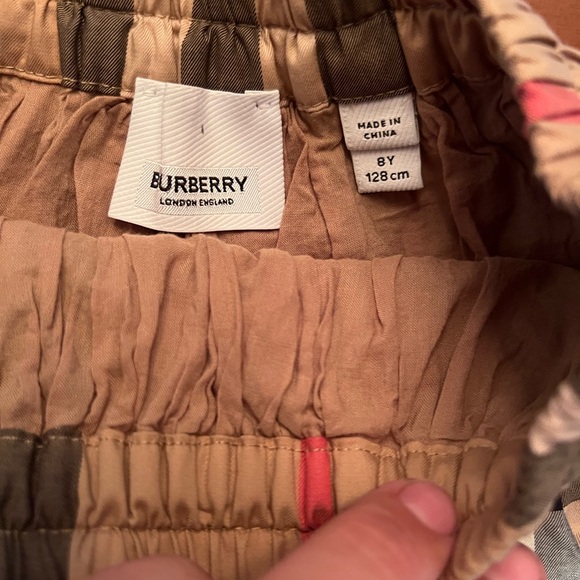 BURBERRY
LONDON ENGLAND
MADE IN
CHINA
8Y
128 cm